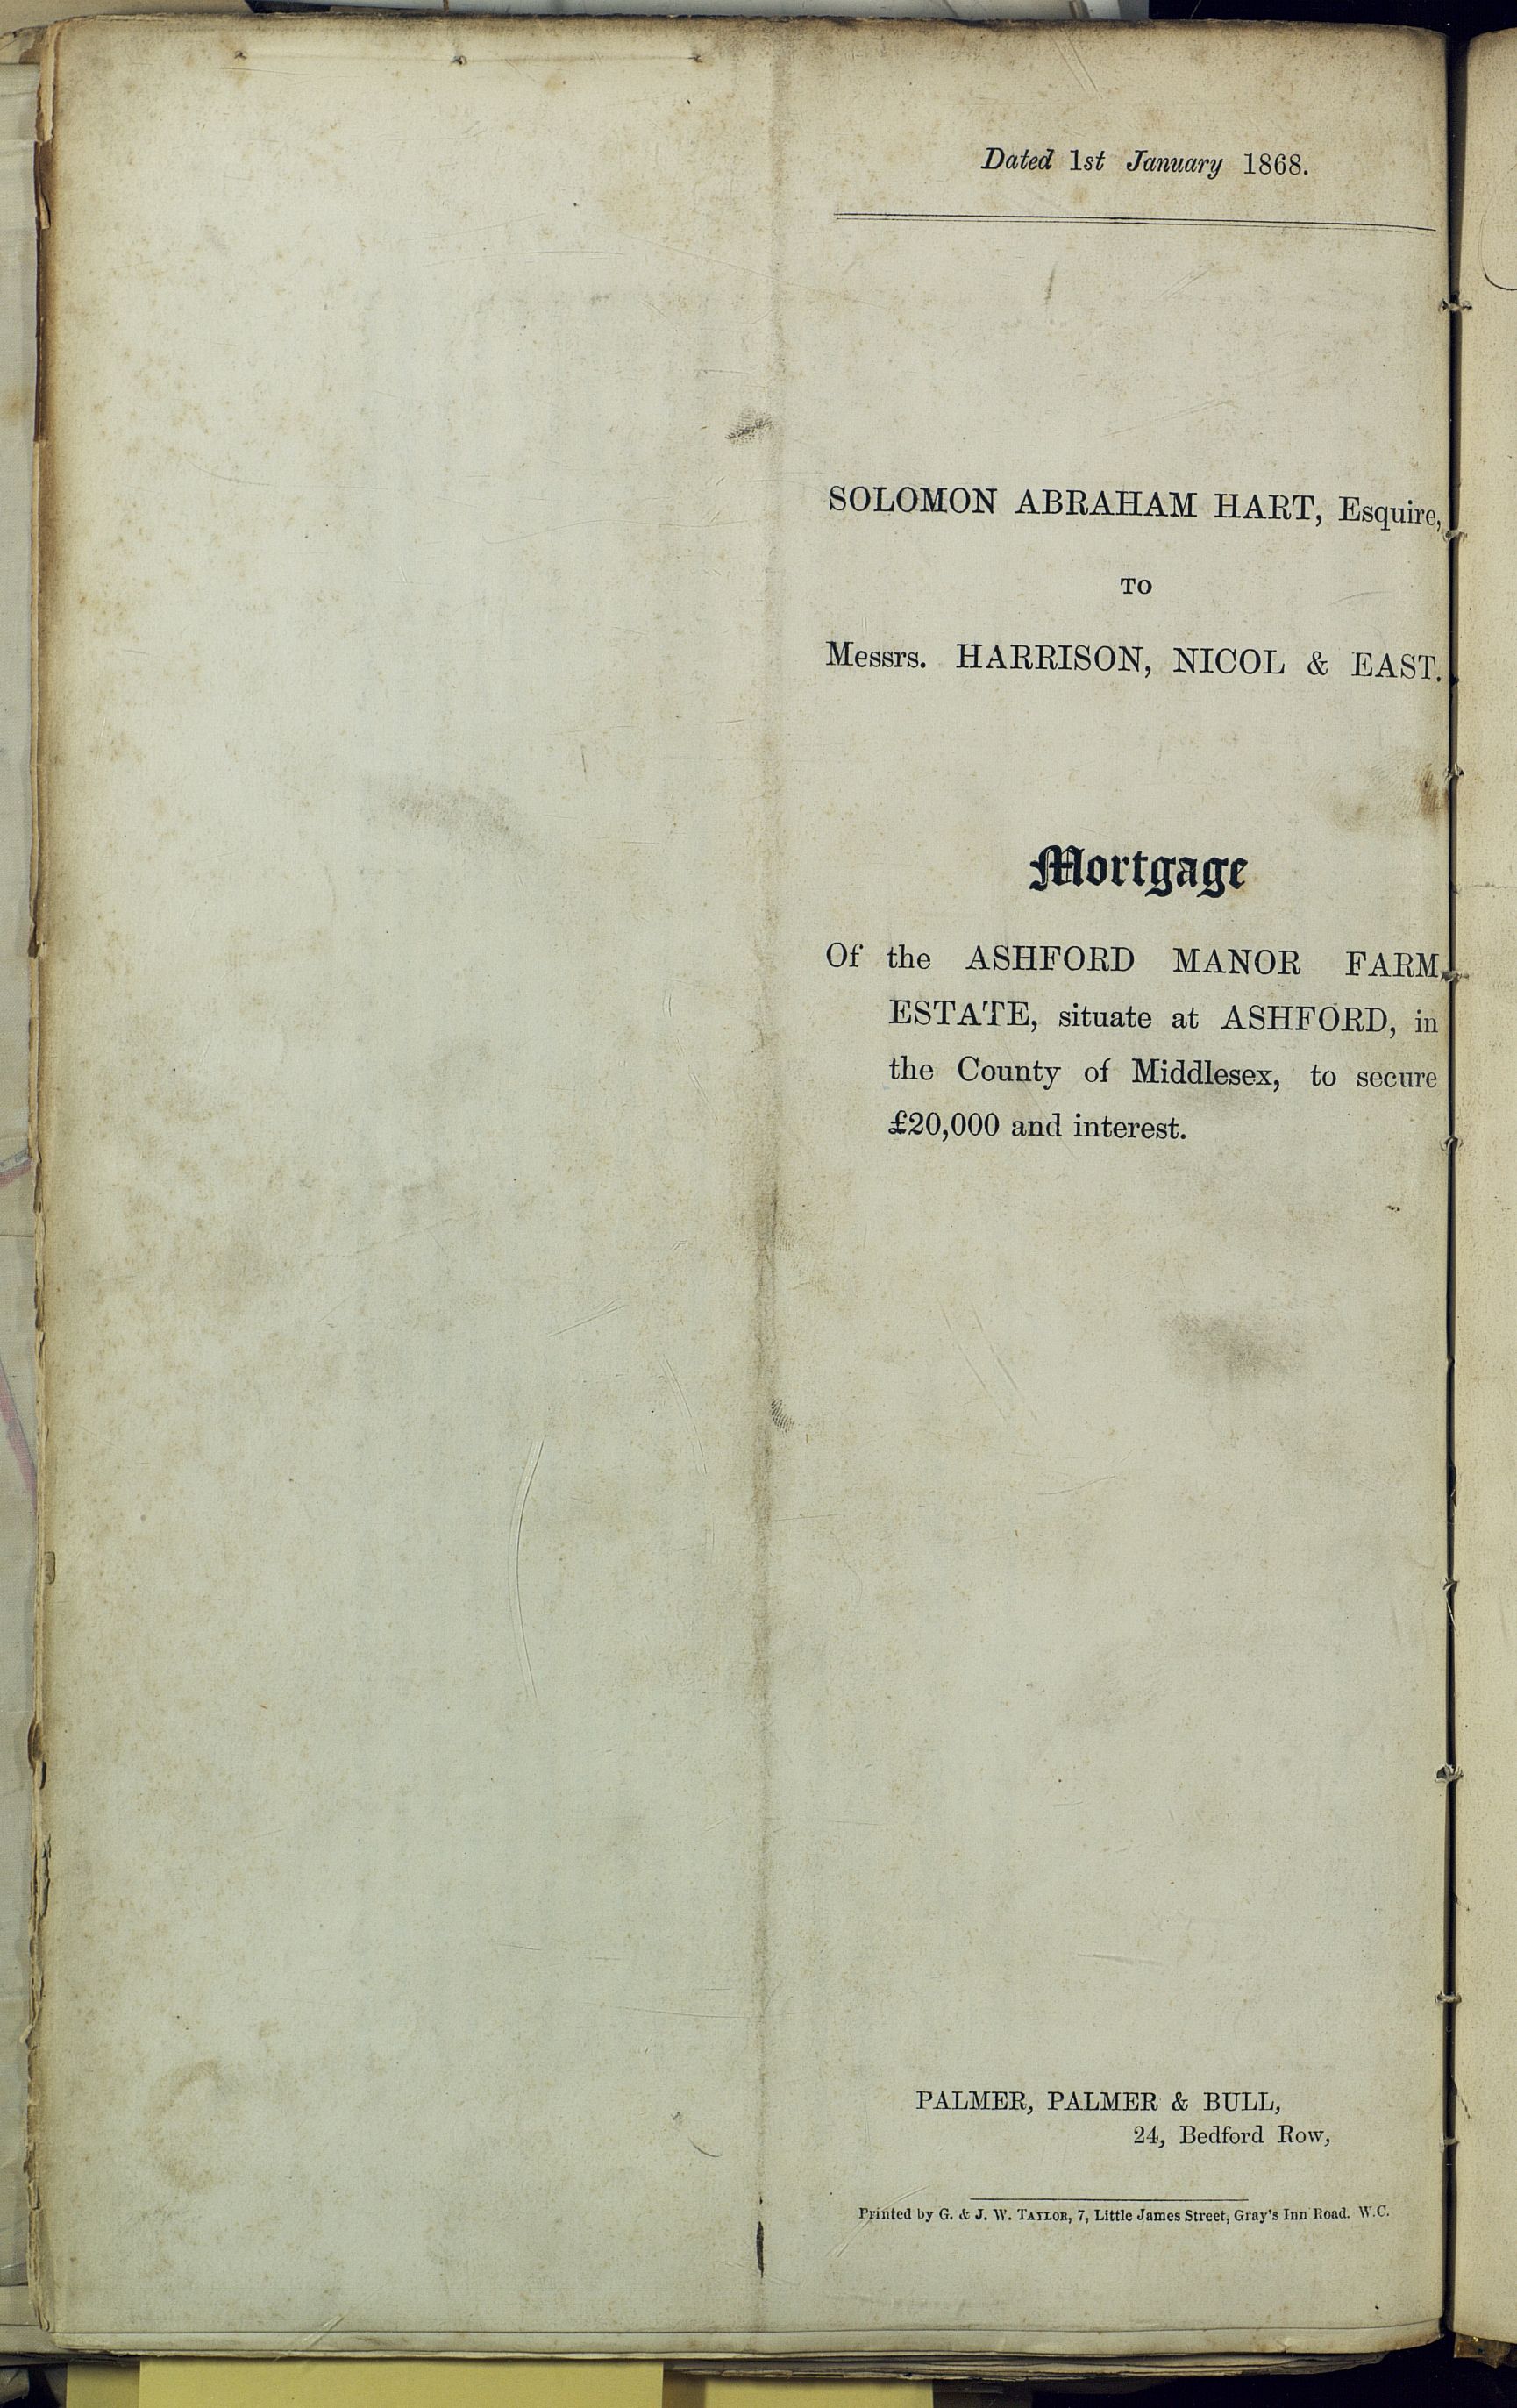 Dated 1st January 1868.
SOLOMON ABRAHAM HART, Esquire,
TO
Messrs. HARRISON, NICOL & EAST.
Mortgage
Of the ASHFORD MANOR FARM
ESTATE, situate at ASHFORD, in
the County of Middlesex, to secure
£20,000 and interest.
PALMER, PALMER & BULL,
24, Bedford Row,
Printed by G. & J. W. TAYLOR, 7, Little James Street, Gray's Inn Road. W.C.